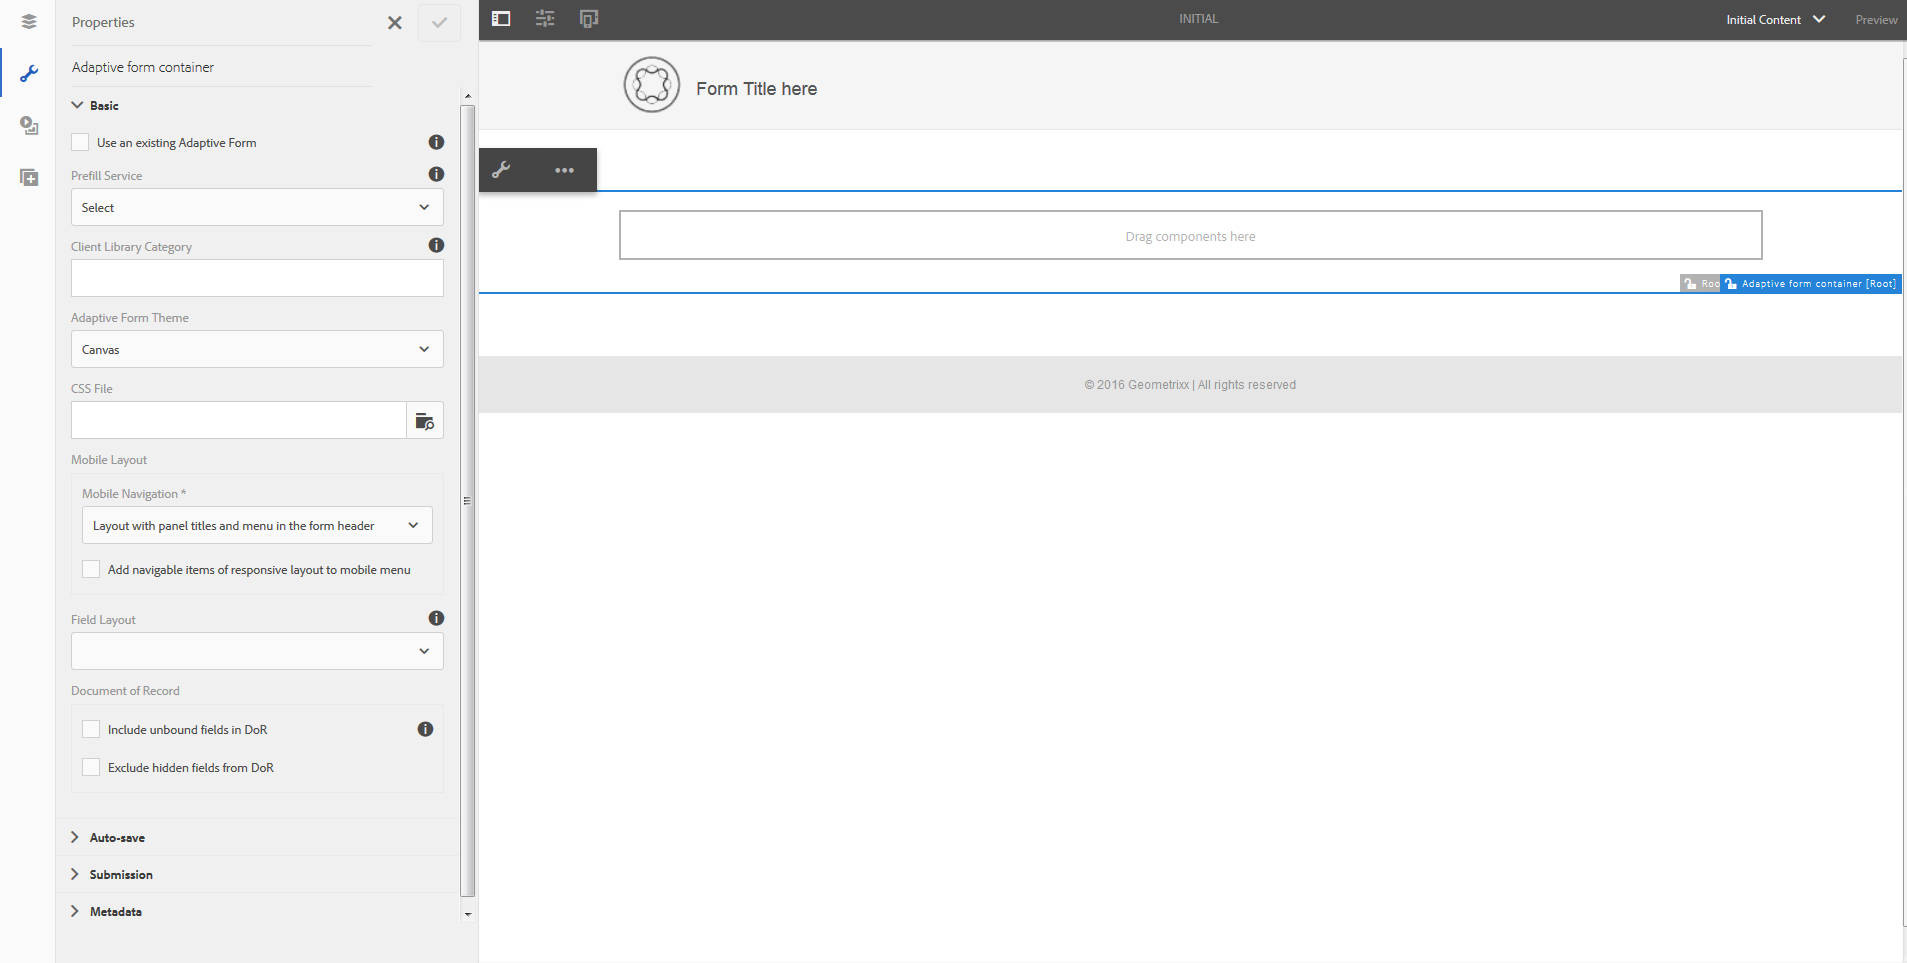 Properties
Adaptive form container
Basic
Use an existing Adaptive Form
Prefill Service
Select
Client Library Category
Adaptive Form Theme
Canvas
CSS File
Mobile Layout
Mobile Navigation *
Layout with panel titles and menu in the form header
Add navigable items of responsive layout to mobile menu
Field Layout
Document of Record
Include unbound fields in DoR
Exclude hidden fields from DoR
Auto-save
Submission
Metadata
INITIAL
Initial Content
Preview
Form Title here
Drag components here
Roo
Adaptive form container [Root]
© 2016 Geometrixx | All rights reserved